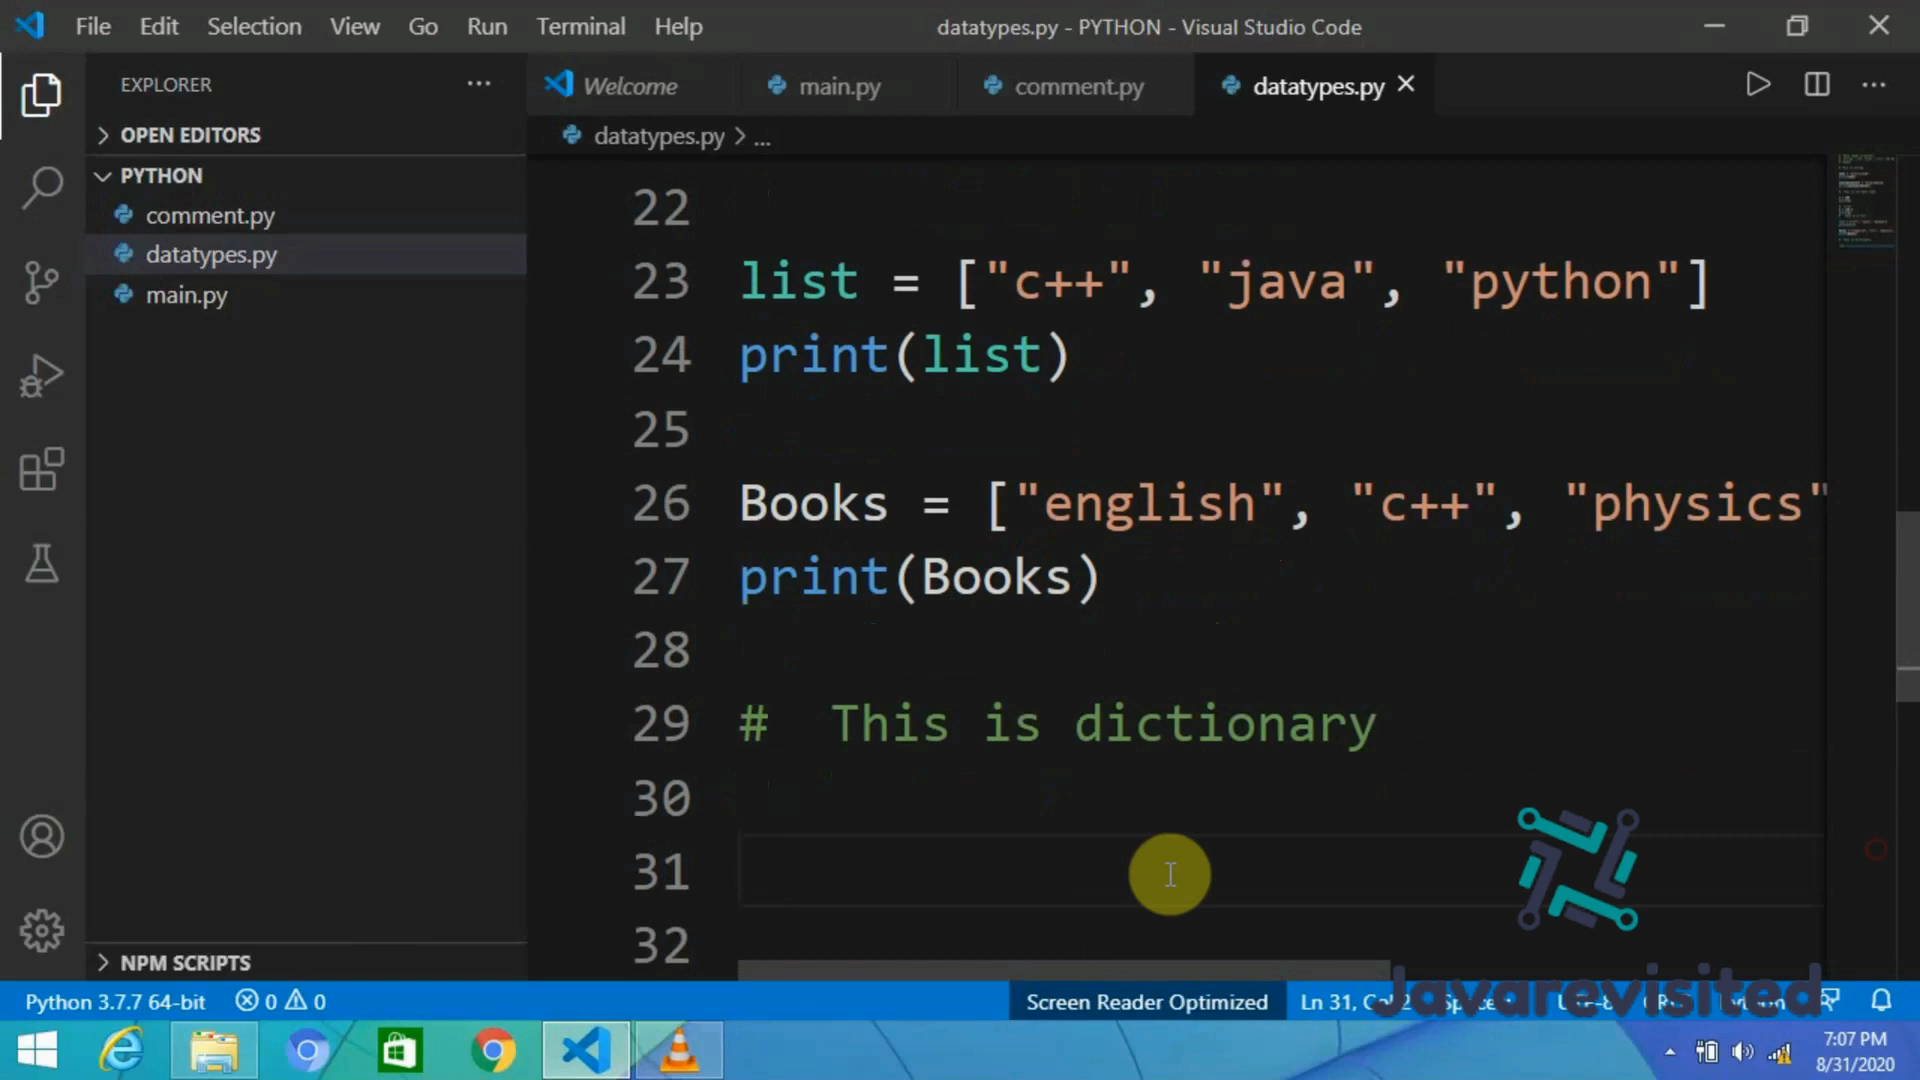 File Edit Selection View Go Run Terminal Help datatypes.py - PYTHON - Visual Studio Code
EXPLORER
Welcome main.py comment.py datatypes.py
OPEN EDITORS
datatypes.py > ...
PYTHON
comment.py
datatypes.py
main.py
22
23 list = ["c++", "java", "python"]
24 print(list)
25
26 Books = ["english", "c++", "physics"
27 print(Books)
28
29 #  This is dictionary
30
31
32
NPM SCRIPTS
Python 3.7.7 64-bit 0 0 Screen Reader Optimized Ln 31,
Javarevisited
7:07 PM
8/31/2020